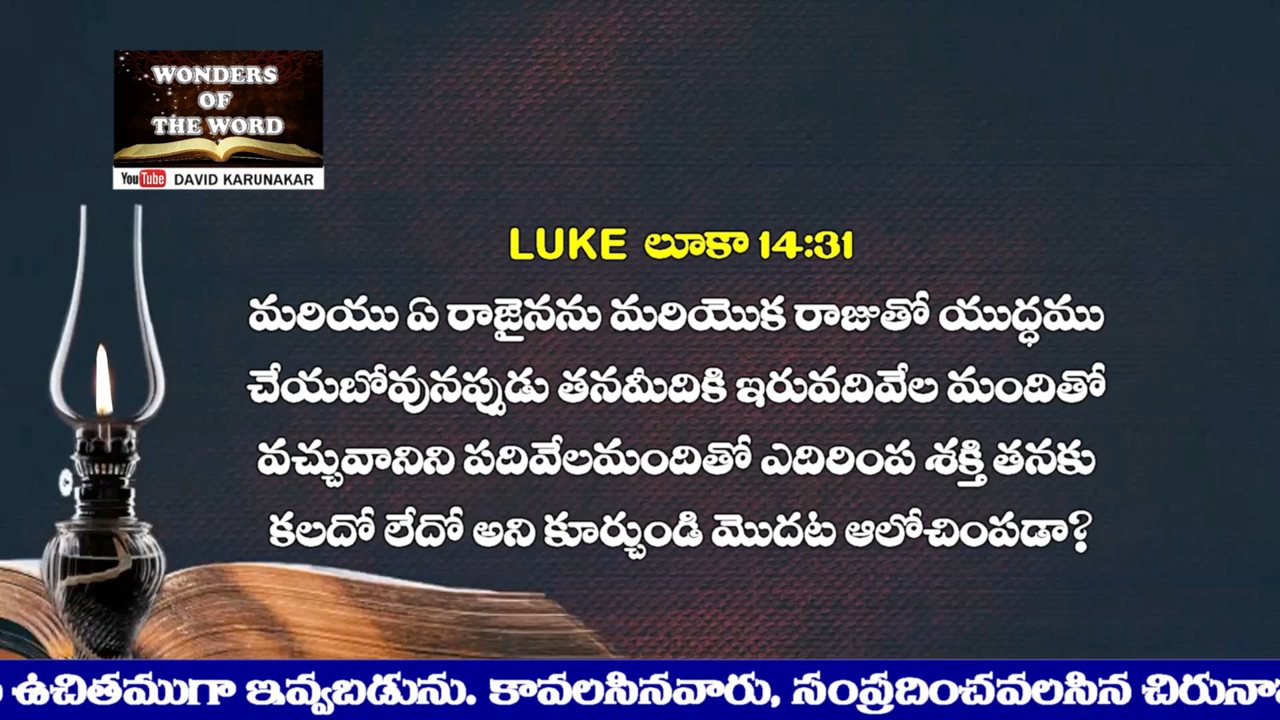 WONDERS
OF
THE WORD
YouTube DAVID KARUNAKAR
LUKE లూకా 14:31
మరియు ఏ రాజైనను మరియొక రాజుతో యుద్ధము
చేయబోవునప్పుడు తనమీదికి ఇరువదివేల మందితో
వచ్చువానిని పదివేలమందితో ఎదిరింప శక్తి తనకు
కలదో లేదో అని కూర్చుండి మొదట ఆలోచింపడా?
ఉచితముగా ఇవ్వబడును. కావలసినవారు, సంప్రదించవలసిన